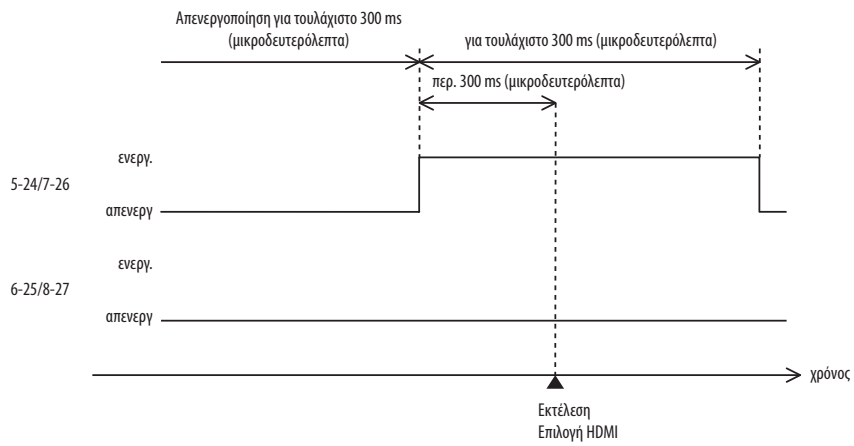 Απενεργοποίηση για τουλάχιστο 300 ms
(μικροδευτερόλεπτα)
για τουλάχιστο 300 ms (μικροδευτερόλεπτα)
περ. 300 ms (μικροδευτερόλεπτα)
ενεργ.
5-24/7-26
απενεργ
ενεργ.
6-25/8-27
απενεργ
χρόνος
Εκτέλεση
Επιλογή HDMI